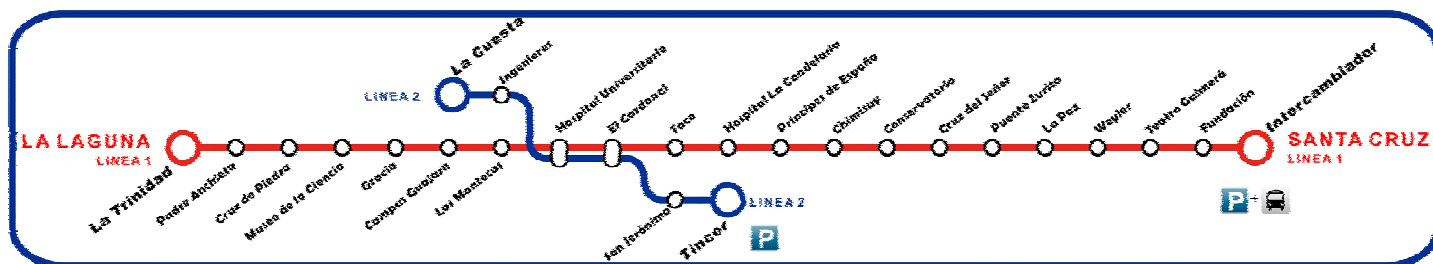 LA LAGUNA
LINEA 1
La Trinidad
Padre Anchieta
Cruz de Piedra
Museo de la Ciencia
Gracia
Campus Guajara
Las Mantecas
LINEA 2
La Cuesta
Ingenieros
Hospital Universitario
El Cardonal
San Jerónimo
Tincer
LINEA 2
P
Taco
Hospital La Candelaria
Príncipes de España
Chimisay
Conservatorio
Cruz del Señor
Puente Zurita
La Paz
Weyler
Teatro Guimerá
Fundación
Intercambiador
SANTA CRUZ
LINEA 1
P+